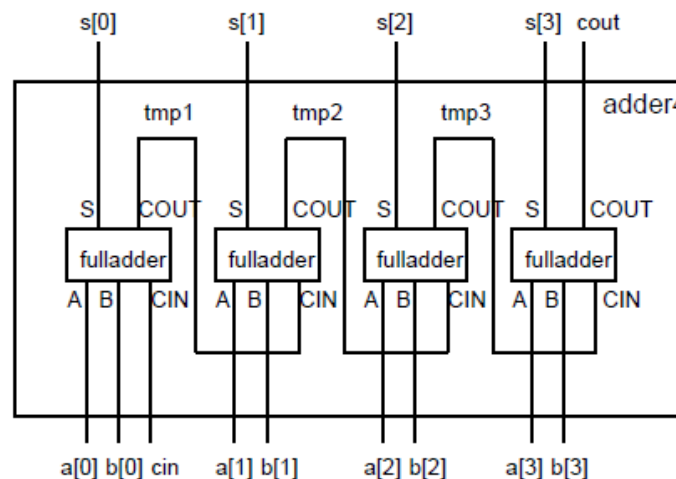 s[0] s[1] s[2] s[3] cout
adder4
tmp1 tmp2 tmp3
S COUT S COUT S COUT S COUT
fulladder fulladder fulladder fulladder
A B CIN A B CIN A B CIN A B CIN
a[0] b[0] cin a[1] b[1] a[2] b[2] a[3] b[3]